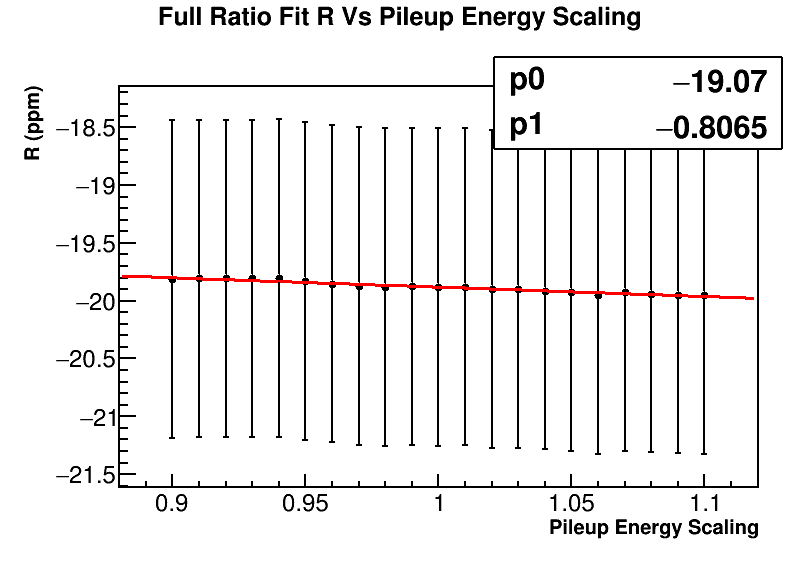 Full Ratio Fit R Vs Pileup Energy Scaling
p0 −19.07
p1 −0.8065
R (ppm)
−18.5
−19
−19.5
−20
−20.5
−21
−21.5
0.9 0.95 1 1.05 1.1
Pileup Energy Scaling